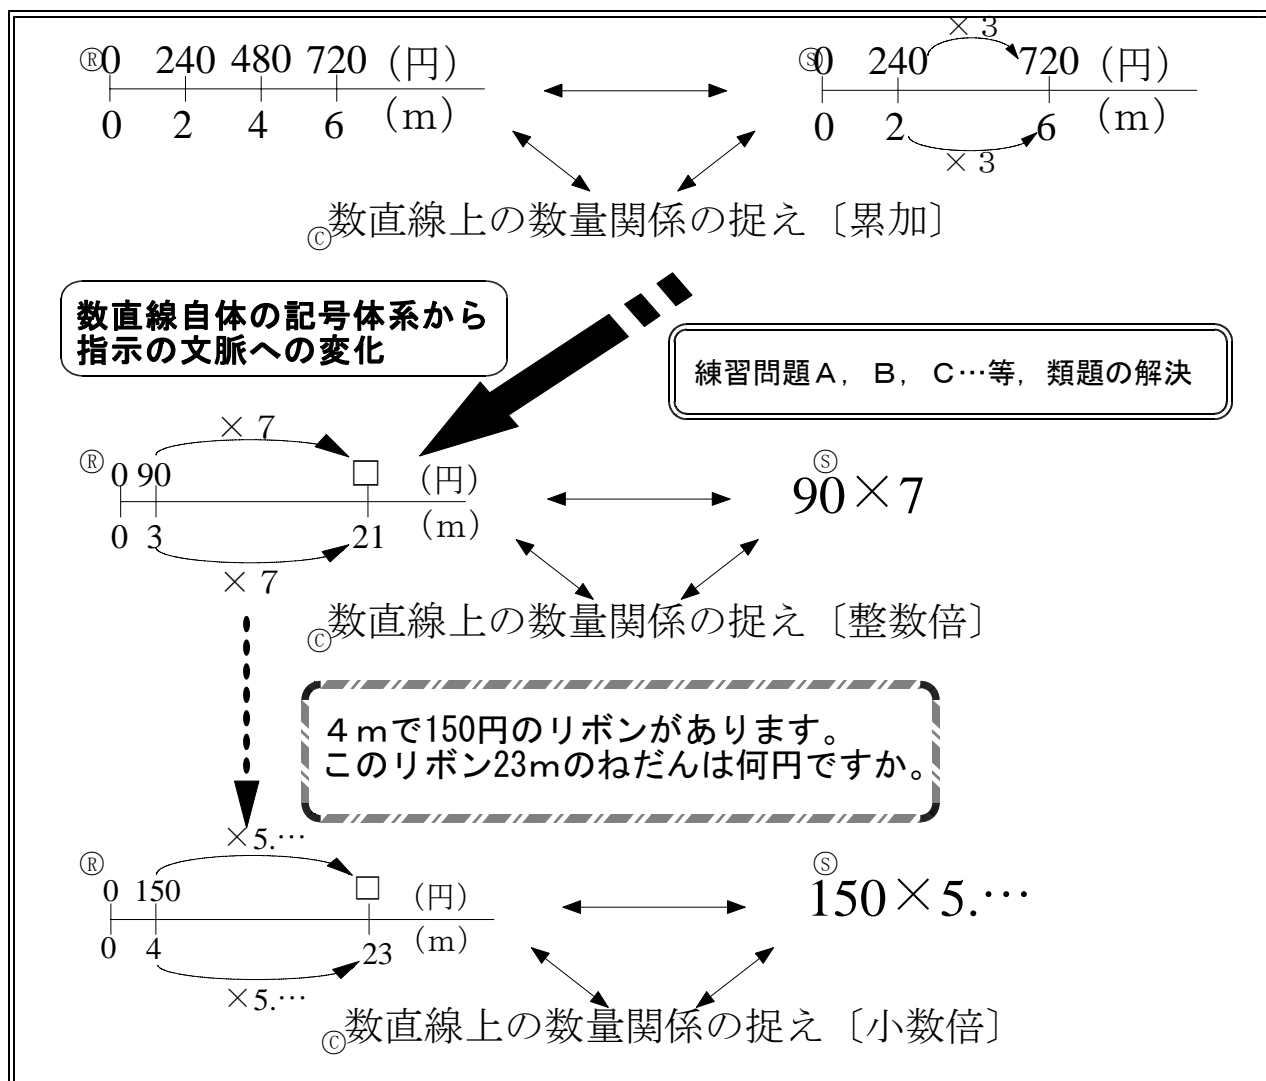 × 3
Ⓡ0 240 480 720 (円) Ⓢ0 240 720 (円)
0 2 4 6 (m) 0 2 6 (m)
× 3
Ⓒ数直線上の数量関係の捉え〔累加〕
数直線自体の記号体系から
指示の文脈への変化
練習問題A，B，C…等，類題の解決
× 7
Ⓡ 0 90 □ (円) Ⓢ
90×7
0 3 21 (m)
× 7
Ⓒ数直線上の数量関係の捉え〔整数倍〕
４ｍで150円のリボンがあります。
このリボン23ｍのねだんは何円ですか。
×5.…
Ⓡ 0 150 □ (円) Ⓢ
150×5.…
0 4 23 (m)
×5.…
Ⓒ数直線上の数量関係の捉え〔小数倍〕